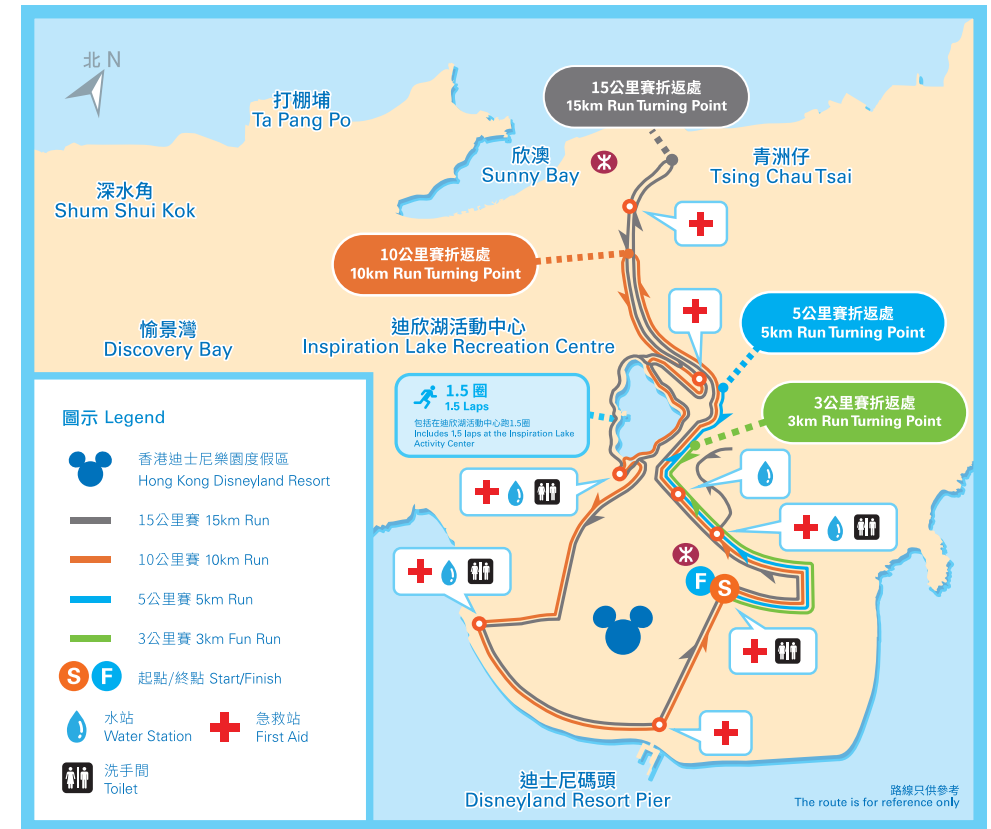 北 N
打棚埔
Ta Pang Po
15公里賽折返處
15km Run Turning Point
欣澳
Sunny Bay
青洲仔
Tsing Chau Tsai
深水角
Shum Shui Kok
10公里賽折返處
10km Run Turning Point
5公里賽折返處
5km Run Turning Point
愉景灣
Discovery Bay
迪欣湖活動中心
Inspiration Lake Recreation Centre
1.5 圈
1.5 Laps
包括在迪欣湖活動中心跑1.5圈
Includes 1.5 laps at the Inspiration Lake
Activity Center
3公里賽折返處
3km Run Turning Point
圖示 Legend
香港迪士尼樂園度假區
Hong Kong Disneyland Resort
15公里賽 15km Run
10公里賽 10km Run
5公里賽 5km Run
3公里賽 3km Fun Run
S F 起點/終點 Start/Finish
水站
Water Station
急救站
First Aid
洗手間
Toilet
F S
迪士尼碼頭
Disneyland Resort Pier
路線只供參考
The route is for reference only